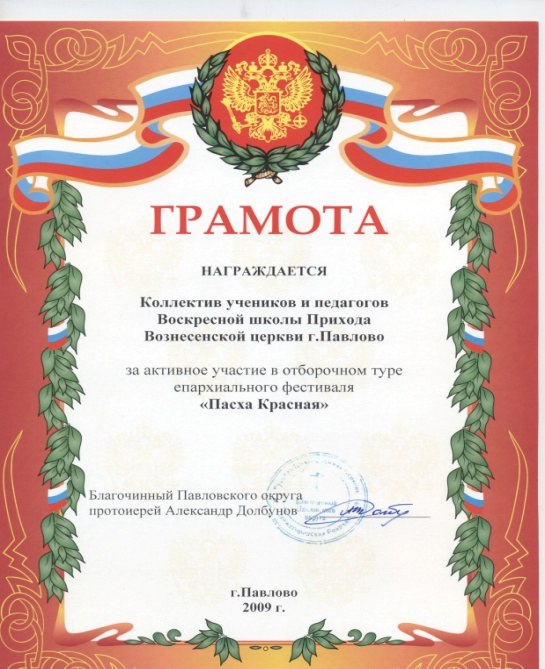 ГРАМОТА
НАГРАЖДАЕТСЯ
Коллектив учеников и педагогов
Воскресной школы Прихода
Вознесенской церкви г.Павлово
за активное участие в отборочном туре
епархиального фестиваля
«Пасха Красная»
Благочинный Павловского округа
протоиерей Александр Долбунов
г.Павлово
2009 г.